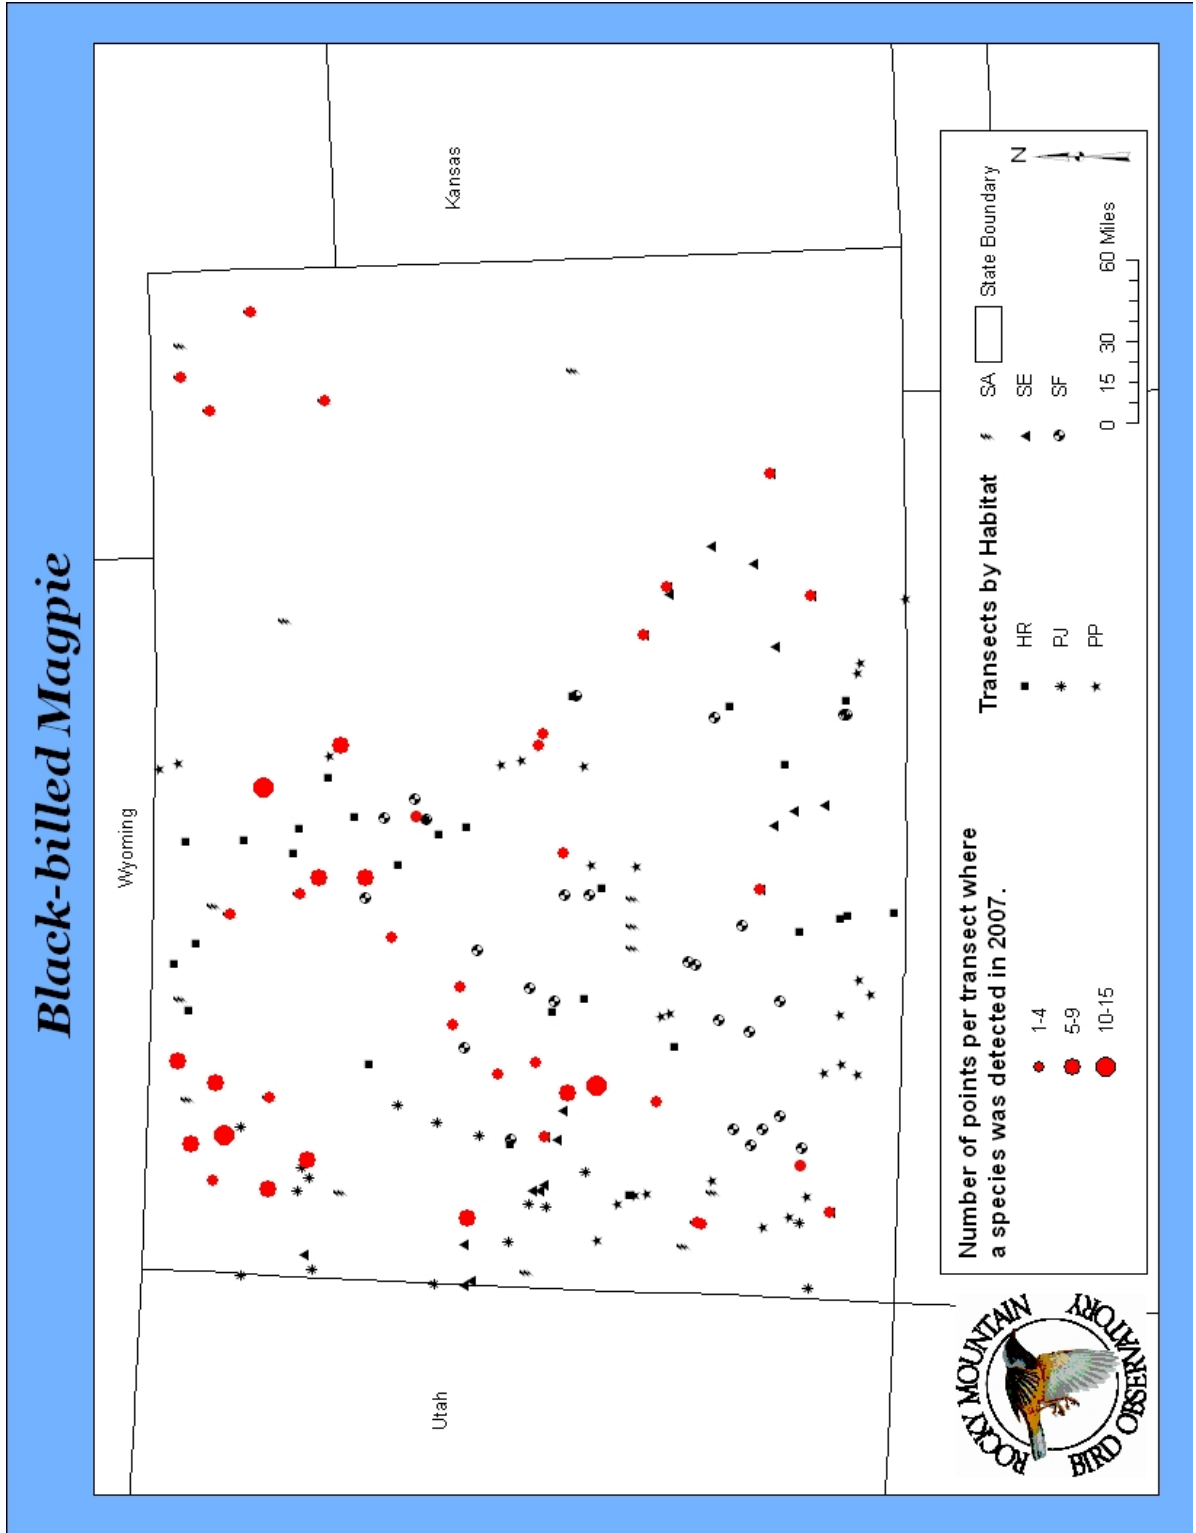 Black-billed Magpie
Wyoming
Utah
Kansas
Number of points per transect where
a species was detected in 2007.
1-4
5-9
10-15
Transects by Habitat
HR
PJ
PP
SA
SE
SF
State Boundary
N
0 15 30 60 Miles
ROCKY MOUNTAIN
BIRD OBSERVATORY